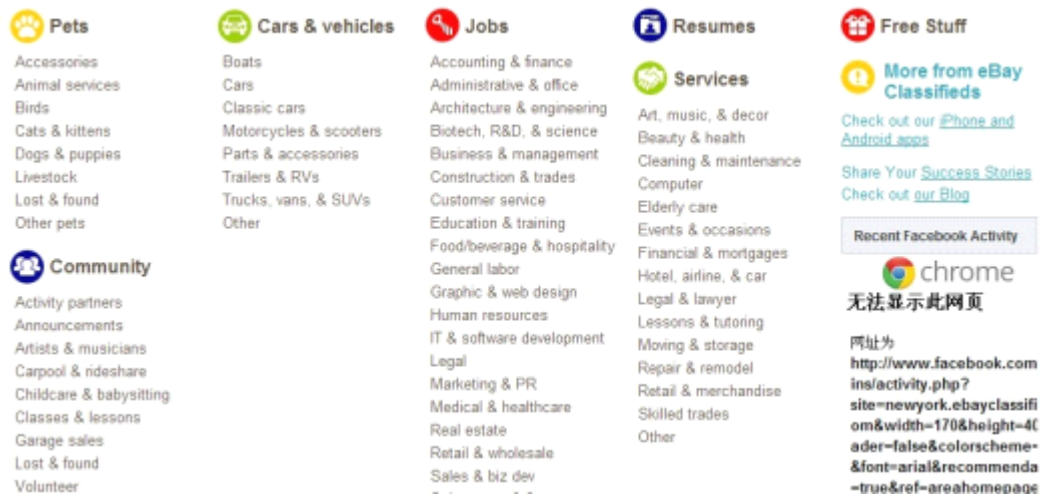 Pets
Accessories
Animal services
Birds
Cats & kittens
Dogs & puppies
Livestock
Lost & found
Other pets
Community
Activity partners
Announcements
Artists & musicians
Carpool & rideshare
Childcare & babysitting
Classes & lessons
Garage sales
Lost & found
Volunteer
Cars & vehicles
Boats
Cars
Classic cars
Motorcycles & scooters
Parts & accessories
Trailers & RVs
Trucks, vans, & SUVs
Other
Jobs
Accounting & finance
Administrative & office
Architecture & engineering
Biotech, R&D, & science
Business & management
Construction & trades
Customer service
Education & training
Food/beverage & hospitality
General labor
Graphic & web design
Human resources
IT & software development
Legal
Marketing & PR
Medical & healthcare
Real estate
Retail & wholesale
Sales & biz dev
Resumes
Services
Art, music, & decor
Beauty & health
Cleaning & maintenance
Computer
Elderly care
Events & occasions
Financial & mortgages
Hotel, airline, & car
Legal & lawyer
Lessons & tutoring
Moving & storage
Repair & remodel
Retail & merchandise
Skilled trades
Other
Free Stuff
More from eBay
Classifieds
Check out our iPhone and
Android apps
Share Your Success Stories
Check out our Blog
Recent Facebook Activity
chrome
无法显示此网页
网址为
http://www.facebook.com
ins/activity.php?
site=newyork.ebayclassifi
om&width=170&height=40
ader=false&colorscheme=
&font=arial&recommenda
=true&ref=areahomepage